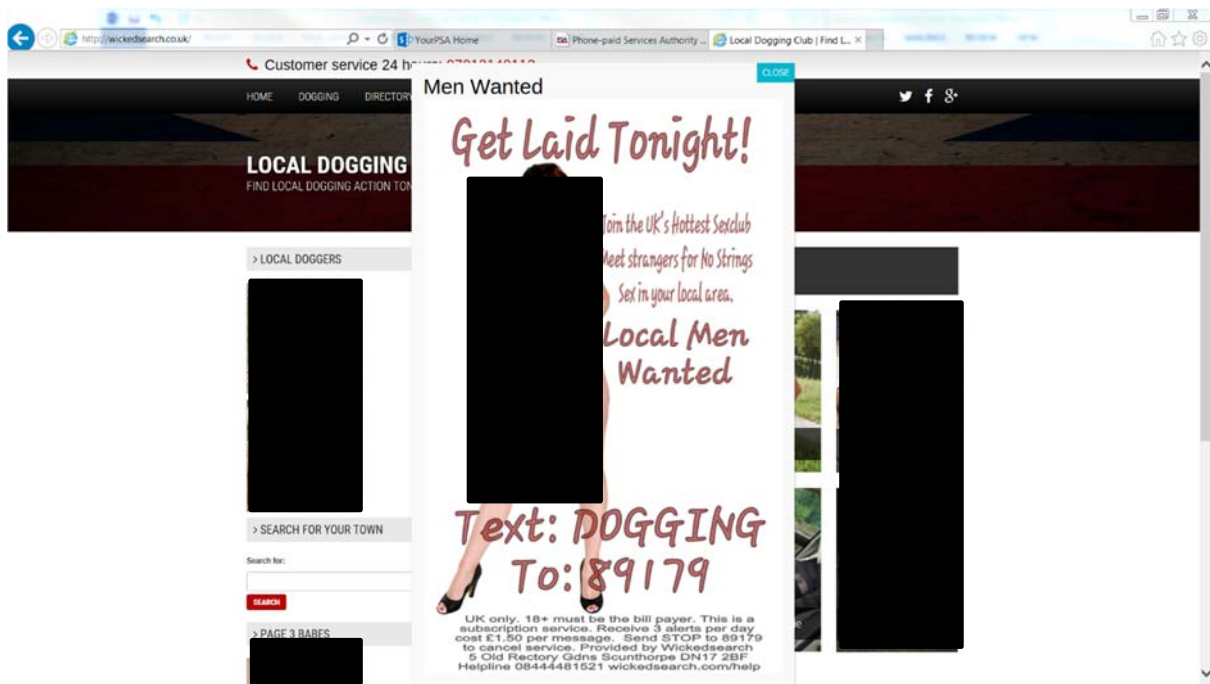 http://wickedsearch.co.uk/
YourPSA Home
Phone-paid Services Authority ...
Local Dogging Club | Find L...
Customer service 24
HOME DOGGING
LOCAL DOGGING
FIND LOCAL DOGGING ACTION
> LOCAL DOGGERS
> SEARCH FOR YOUR TOWN
Search for:
SEARCH
> PAGE 3 BABES
CLOSE
Men Wanted
Get Laid Tonight!
Join the UK's Hottest Sexclub
Meet strangers for No Strings
Sex in your local area.
Local Men
Wanted
Text: DOGGING
To: 89179
UK only. 18+ must be the bill payer. This is a
subscription service. Receive 3 alerts per day
cost £1.50 per message. Send STOP to 89179
to cancel service. Provided by Wickedsearch
5 Old Rectory Gdns Scunthorpe DN17 2BF
Helpline 08444481521 wickedsearch.com/help